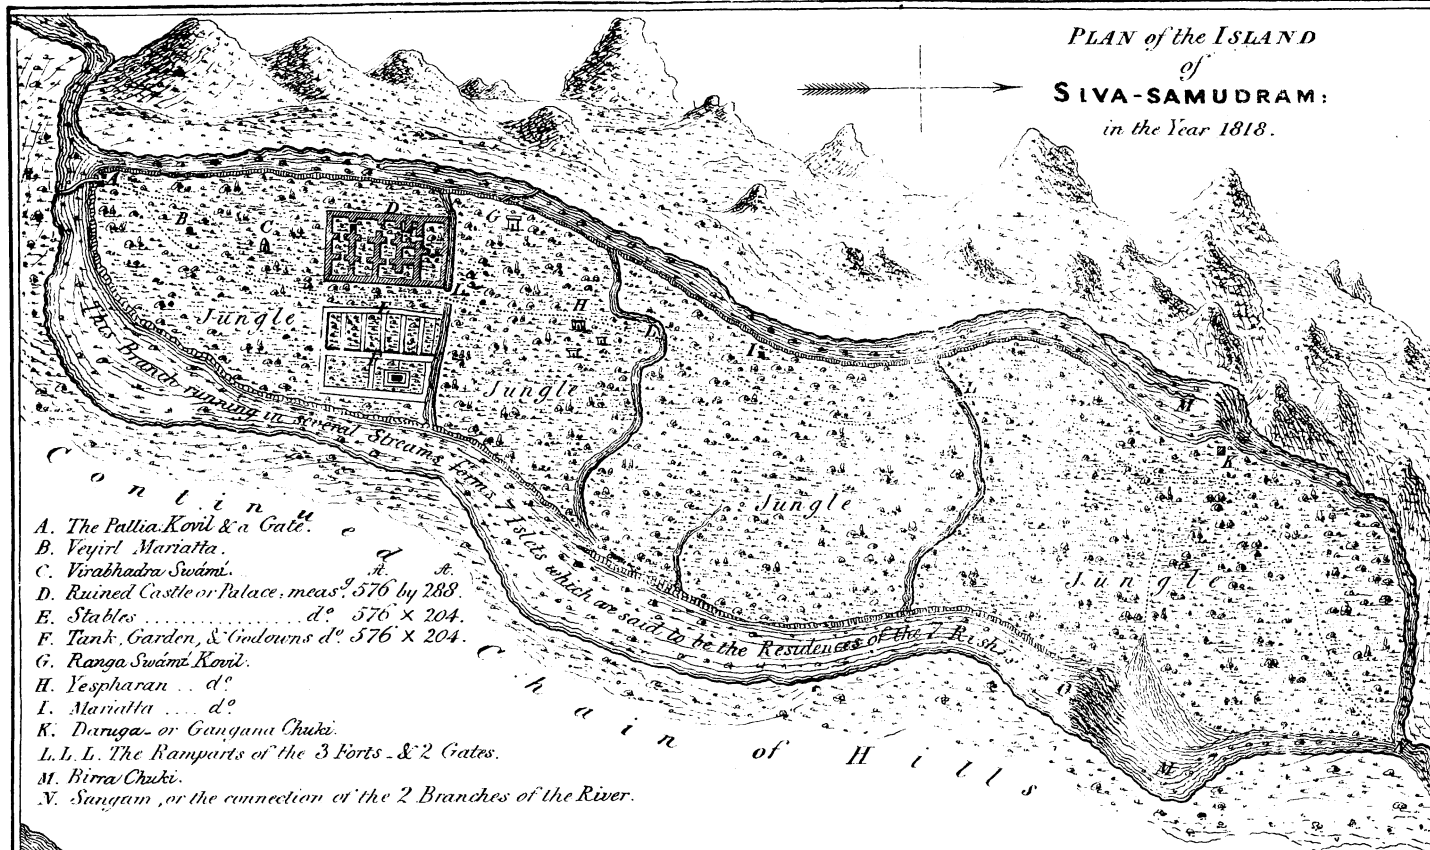 PLAN of the ISLAND
of
SIVA-SAMUDRAM:
in the Year 1818.
A
B
C
D
G
Jungle
E
H
L
F
I
L
Jungle
M
K
This Branch running in several Streams forms 7 Islets which are said to be the Residences of the 7 Rishis
Jungle
Jungle
O
M
N
Continued Chain of Hills
A. The Pallia Kovil & a Gate.
B. Veyirl Mariatta.
C. Virabhadra Swámi.
ft. ft.
D. Ruined Castle or Palace: measg. 576 by 288.
E. Stables ........ do. 576 × 204.
F. Tank, Garden, & Godowns do. 576 × 204.
G. Ranga Swámi Kovil.
H. Yespharan .. do.
I. Mariatta .... do.
K. Daruga- or Gangana Chuki.
L.L.L. The Ramparts of the 3 Forts - & 2 Gates.
M. Birra Chuki.
N. Sungam, or the connection of the 2 Branches of the River.